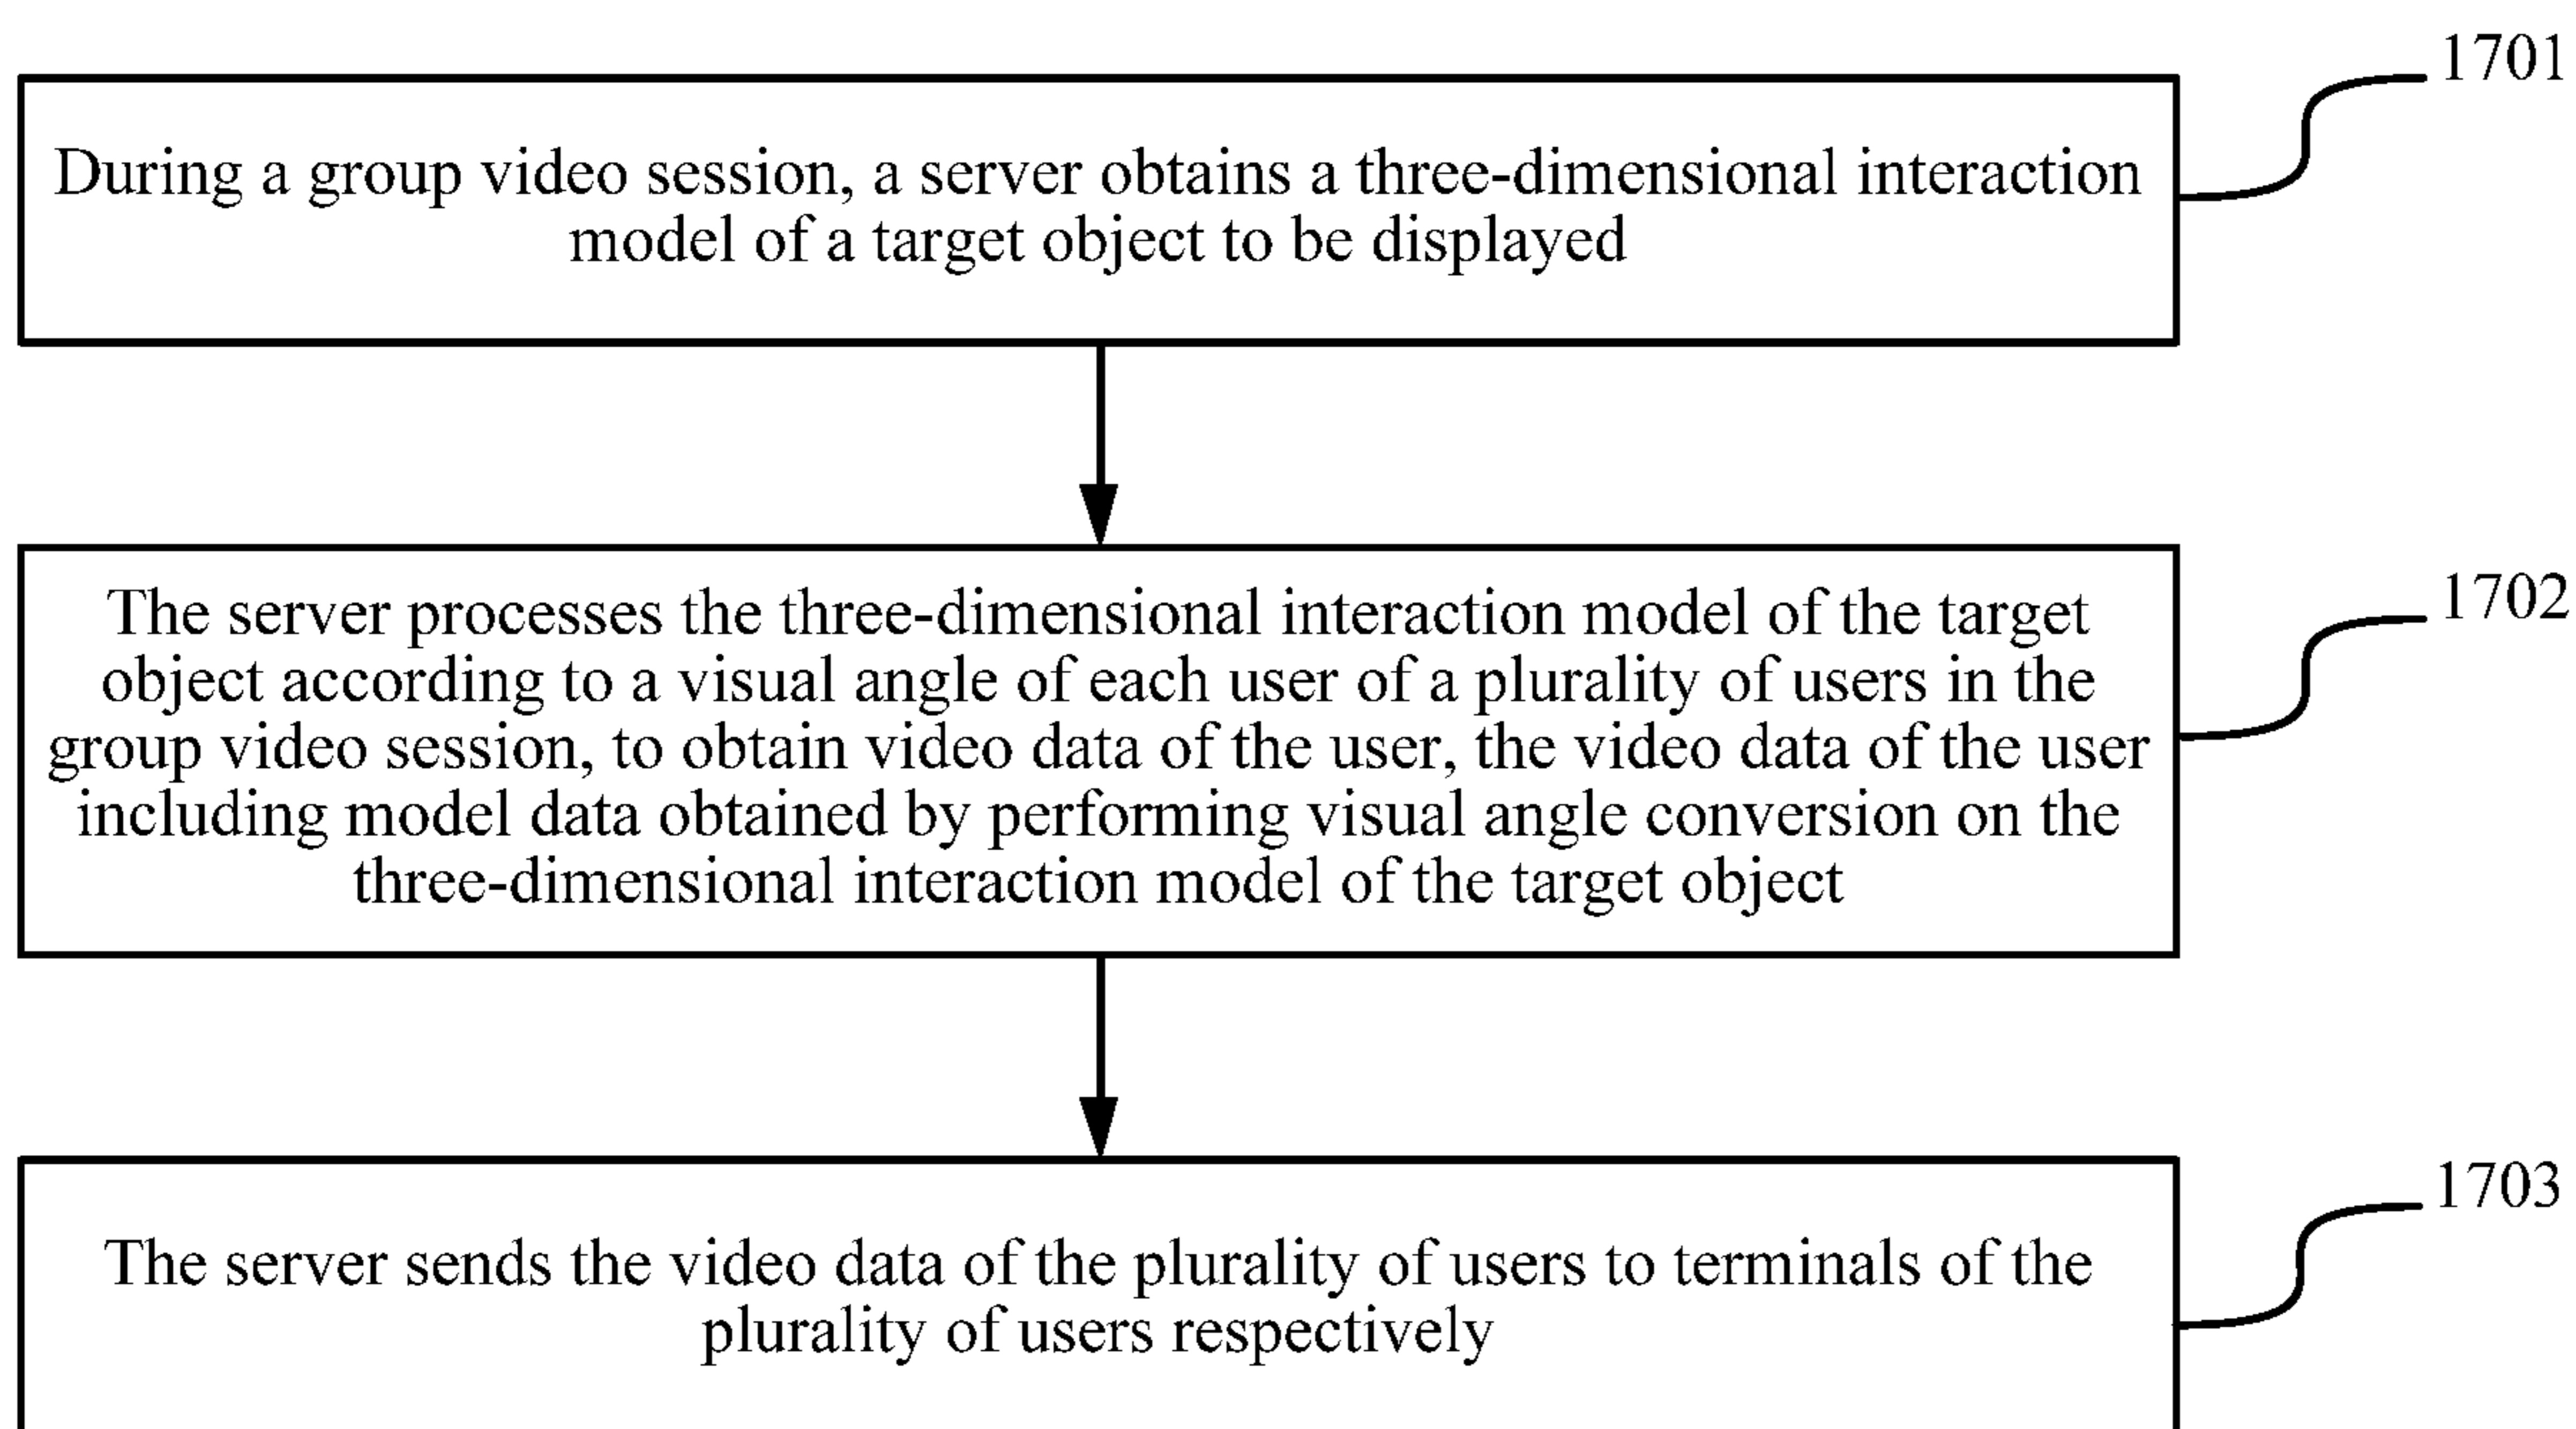 1701
During a group video session, a server obtains a three-dimensional interaction
model of a target object to be displayed
1702
The server processes the three-dimensional interaction model of the target
object according to a visual angle of each user of a plurality of users in the
group video session, to obtain video data of the user, the video data of the user
including model data obtained by performing visual angle conversion on the
three-dimensional interaction model of the target object
1703
The server sends the video data of the plurality of users to terminals of the
plurality of users respectively